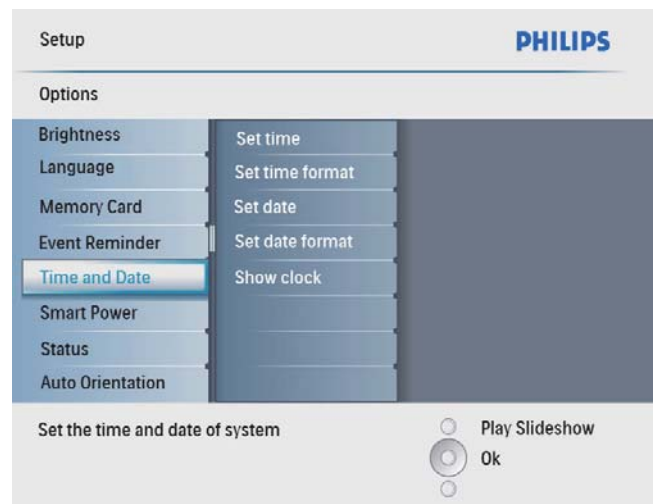 Setup
PHILIPS
Options
Brightness
Language
Memory Card
Event Reminder
Time and Date
Smart Power
Status
Auto Orientation
Set time
Set time format
Set date
Set date format
Show clock
Set the time and date of system
Play Slideshow
Ok